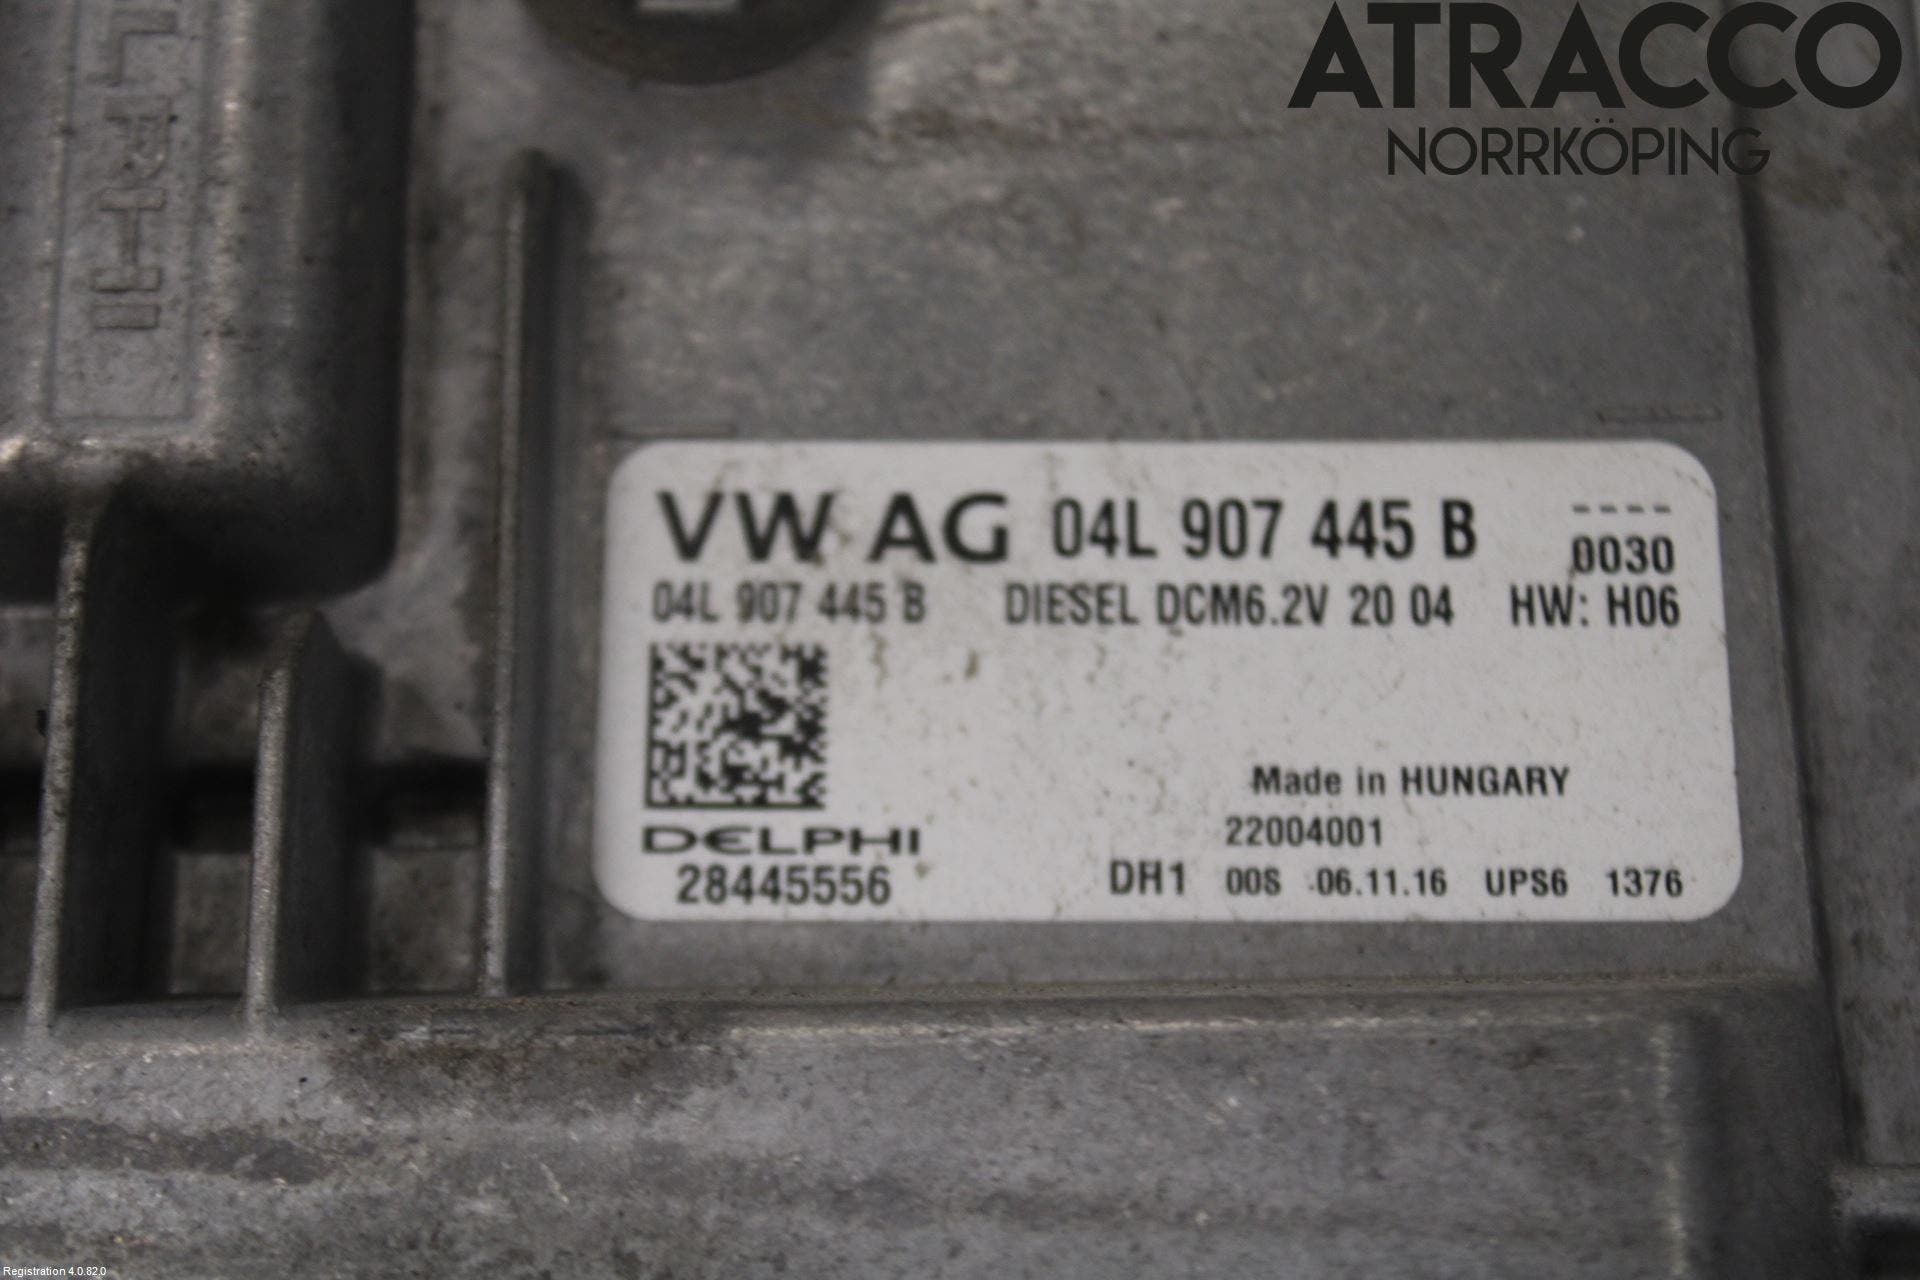 ATRACCO
NORRKÖPING
LPHI
VW AG 04L 907 445 B ----
0030
04L 907 445 B DIESEL DCM6.2V 20 04 HW: H06
Made in HUNGARY
DELPHI 22004001
28445556 DH1 00S 06.11.16 UPS6 1376
Registration 4.0.82.0